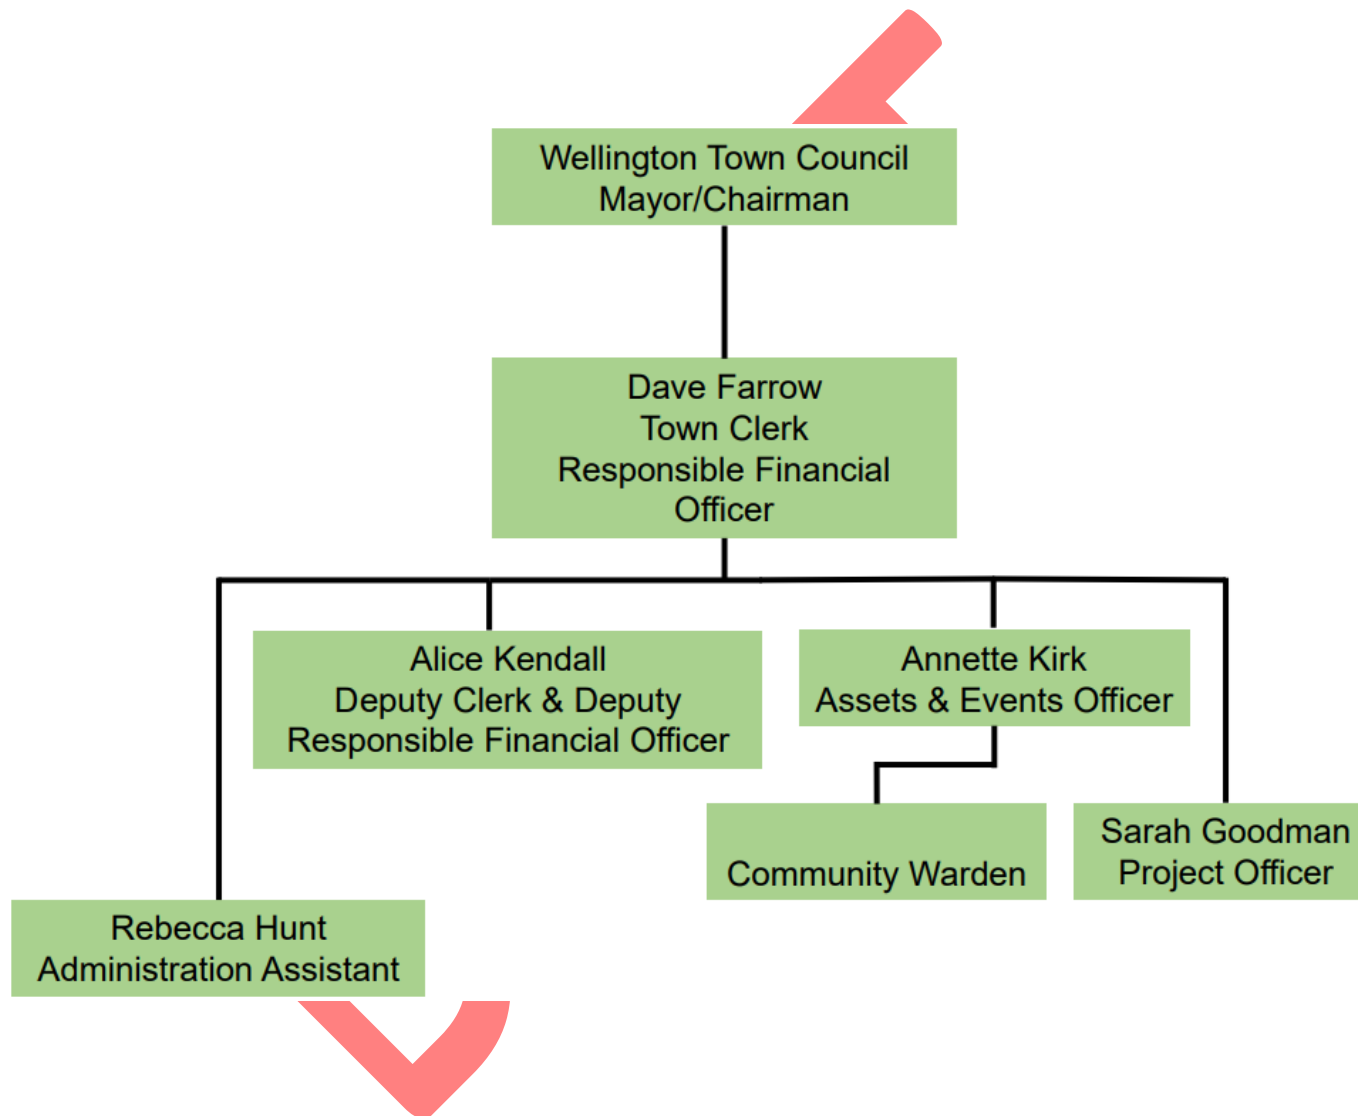 Wellington Town Council
Mayor/Chairman
Dave Farrow
Town Clerk
Responsible Financial
Officer
Alice Kendall
Deputy Clerk & Deputy
Responsible Financial Officer
Annette Kirk
Assets & Events Officer
Community Warden
Sarah Goodman
Project Officer
Rebecca Hunt
Administration Assistant